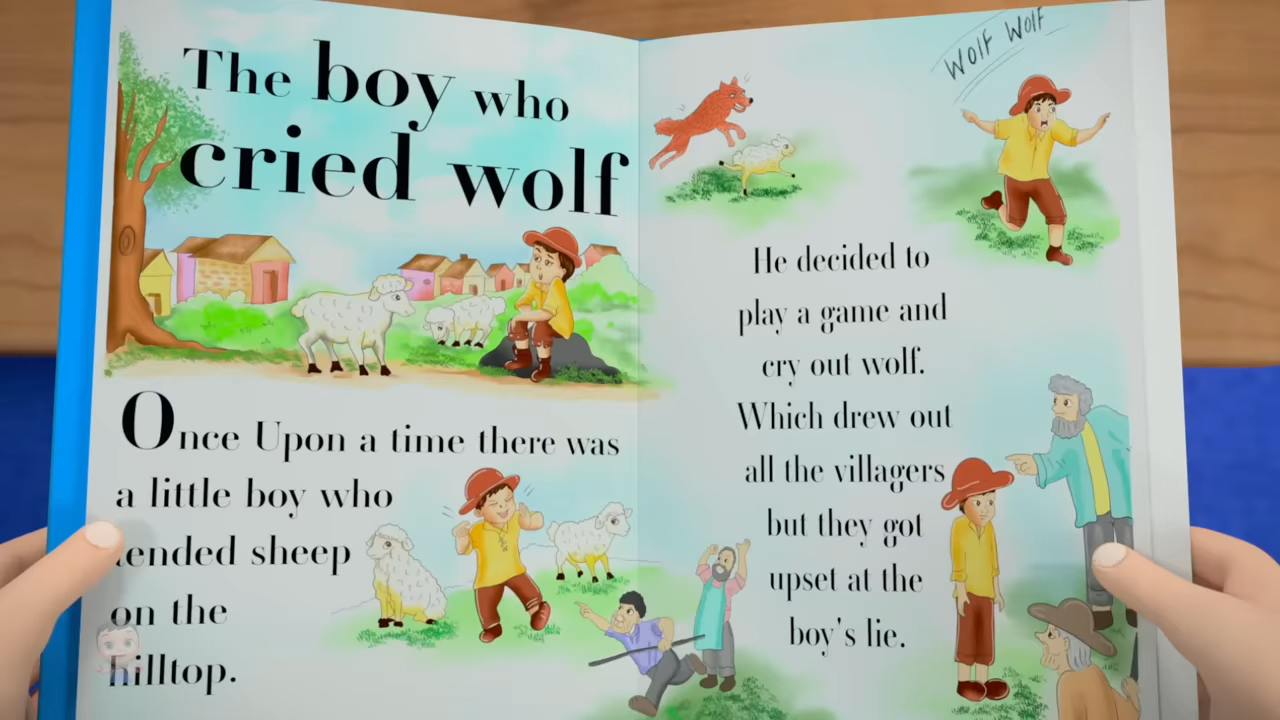 The boy who
cried wolf
Once Upon a time there was
a little boy who
tended sheep
on the
hilltop.
WOLF WOLF
He decided to
play a game and
cry out wolf.
Which drew out
all the villagers
but they got
upset at the
boy's lie.